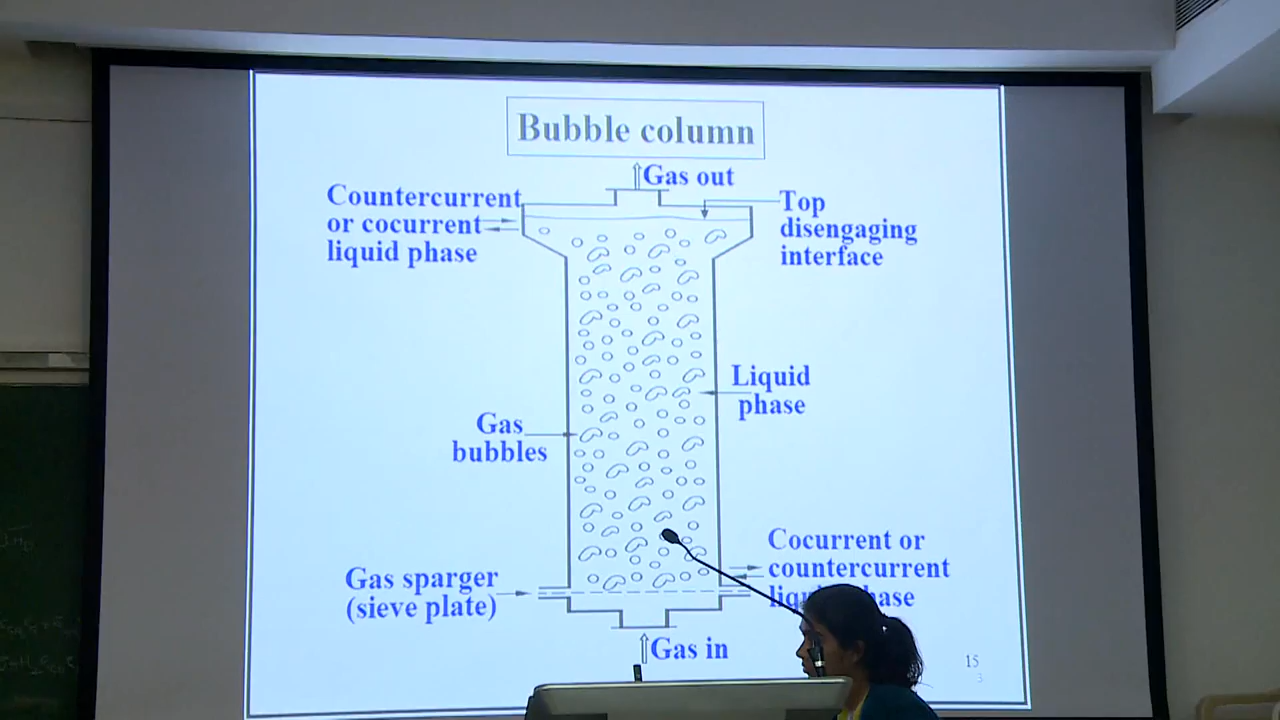 Bubble column
Gas out
Countercurrent
or cocurrent
liquid phase
Top
disengaging
interface
Liquid
phase
Gas
bubbles
Cocurrent or
countercurrent
Gas sparger
(sieve plate)
Gas in
15
3